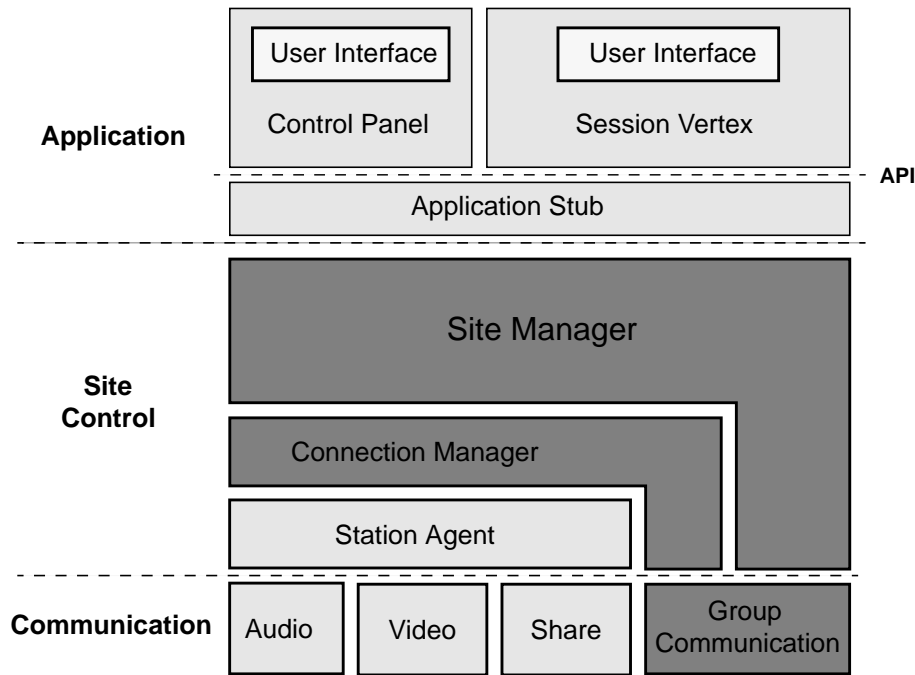 User Interface
User Interface
Control Panel
Session Vertex
Application
API
Application Stub
Site Manager
Site
Control
Connection Manager
Station Agent
Communication
Audio
Video
Share
Group
Communication